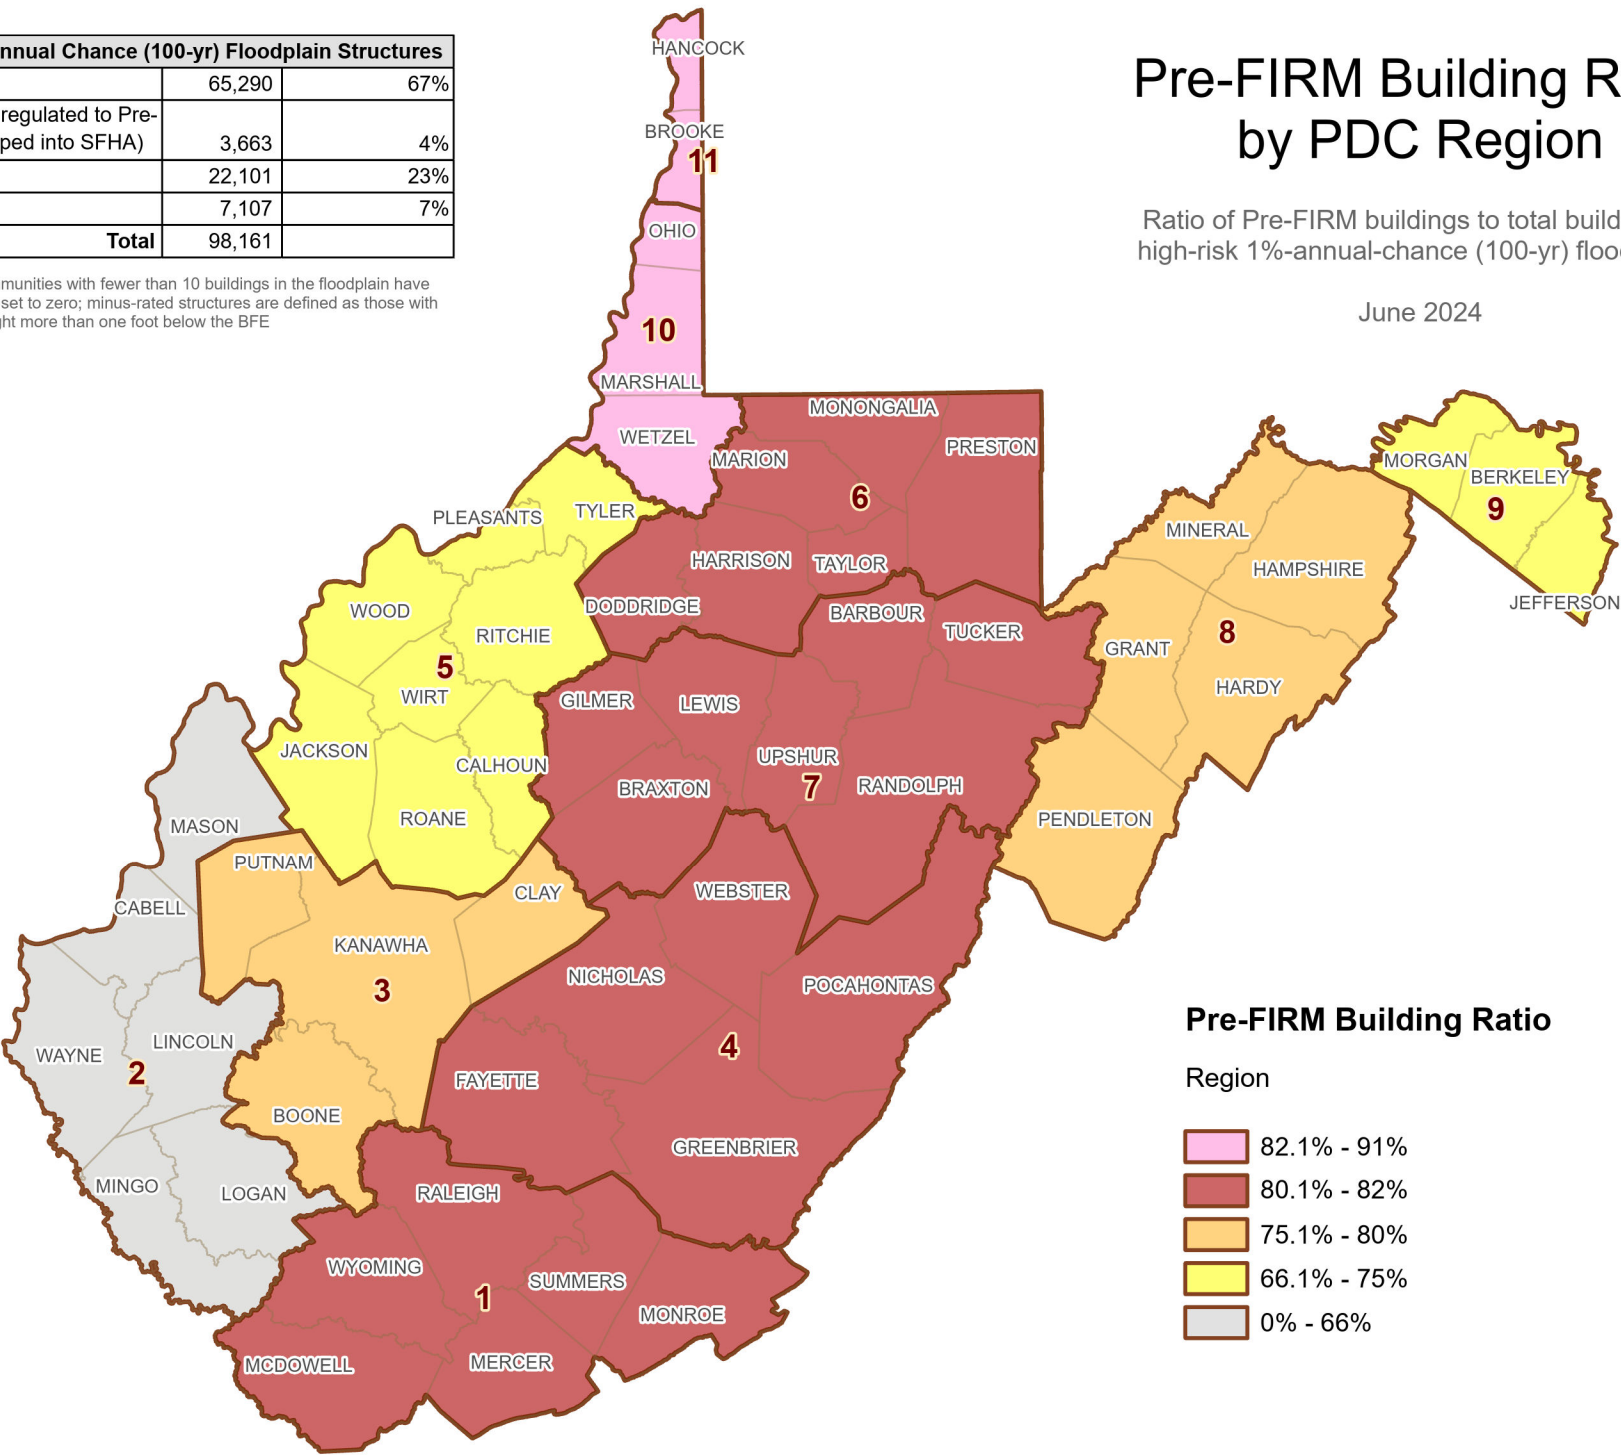 nnual Chance (100-yr) Floodplain Structures
65,290 67%
regulated to Pre-
ped into SFHA) 3,663 4%
22,101 23%
7,107 7%
Total 98,161
munities with fewer than 10 buildings in the floodplain have
set to zero; minus-rated structures are defined as those with
ght more than one foot below the BFE
Pre-FIRM Building R
by PDC Region
Ratio of Pre-FIRM buildings to total build
high-risk 1%-annual-chance (100-yr) floo
June 2024
HANCOCK
BROOKE
11
OHIO
10
MARSHALL
WETZEL
MONONGALIA
PRESTON
MARION
6
TYLER
PLEASANTS
HARRISON
TAYLOR
DODDRIDGE
BARBOUR
TUCKER
WOOD
RITCHIE
5
WIRT
JACKSON
CALHOUN
ROANE
GILMER
LEWIS
UPSHUR
7
RANDOLPH
BRAXTON
MORGAN
BERKELEY
9
JEFFERSON
MINERAL
HAMPSHIRE
8
GRANT
HARDY
PENDLETON
MASON
PUTNAM
CABELL
CLAY
KANAWHA
3
WEBSTER
NICHOLAS
POCAHONTAS
4
FAYETTE
GREENBRIER
LINCOLN
WAYNE
2
BOONE
MINGO
LOGAN
RALEIGH
WYOMING
SUMMERS
1
MONROE
MERCER
MCDOWELL
Pre-FIRM Building Ratio
Region
82.1% - 91%
80.1% - 82%
75.1% - 80%
66.1% - 75%
0% - 66%